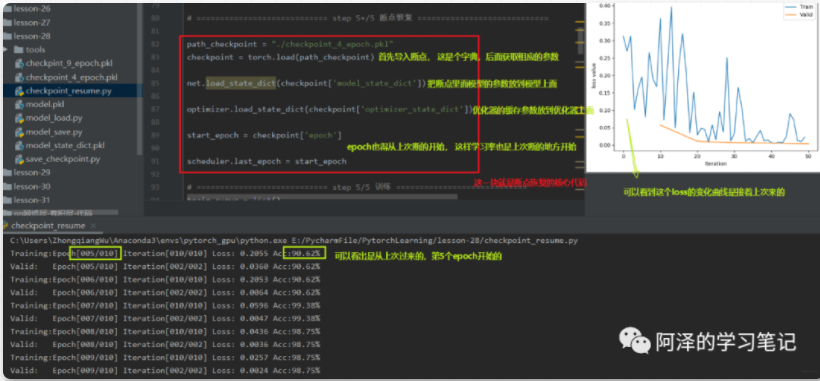 lesson-26
lesson-27
lesson-28
tools
checkpint_9_epoch.pkl
checkpoint_4_epoch.pkl
checkpoint_resume.py
model.pkl
model_load.py
model_save.py
model_state_dict.pkl
save_checkpoint.py
lesson-29
lesson-30
lesson-31
# ============================ step 5+/5 断点恢复 ============================
82 path_checkpoint = "./checkpoint_4_epoch.pkl"
83 checkpoint = torch.load(path_checkpoint) 首先导入断点, 这是个字典, 后面获取相应的参数
85 net.load_state_dict(checkpoint['model_state_dict']) 把断点里面模型的参数放到模型上面
87 optimizer.load_state_dict(checkpoint['optimizer_state_dict']) 优化器的缓存参数放到优化器上面
89 start_epoch = checkpoint['epoch']
epoch也得从上次断的开始, 这样学习率也是上次断的地方开始
91 scheduler.last_epoch = start_epoch
这一块就是断点恢复的核心代码
93 # ============================ step 5/5 训练 ============================
Train
Valid
loss value
0.40
0.35
0.30
0.25
0.20
0.15
0.10
0.05
0.00
0 10 20 30 40 50
Iteration
可以看到这个loss的变化曲线是接着上次来的
checkpoint_resume
C:\Users\ZhongqiangWu\Anaconda3\envs\pytorch_gpu\python.exe E:/PycharmFile/PytorchLearning/lesson-28/checkpoint_resume.py
Training:Epoch[005/010] Iteration[010/010] Loss: 0.2055 Acc:90.62%
可以看出是从上次过来的, 第5个epoch开始的
Valid: Epoch[005/010] Iteration[002/002] Loss: 0.0360 Acc:90.62%
Training:Epoch[006/010] Iteration[010/010] Loss: 0.2053 Acc:90.62%
Valid: Epoch[006/010] Iteration[002/002] Loss: 0.0064 Acc:90.62%
Training:Epoch[007/010] Iteration[010/010] Loss: 0.0596 Acc:99.38%
Valid: Epoch[007/010] Iteration[002/002] Loss: 0.0047 Acc:99.38%
Training:Epoch[008/010] Iteration[010/010] Loss: 0.0436 Acc:98.75%
Valid: Epoch[008/010] Iteration[002/002] Loss: 0.0036 Acc:98.75%
Training:Epoch[009/010] Iteration[010/010] Loss: 0.0257 Acc:98.75%
Valid: Epoch[009/010] Iteration[002/002] Loss: 0.0024 Acc:98.75%
阿泽的学习笔记